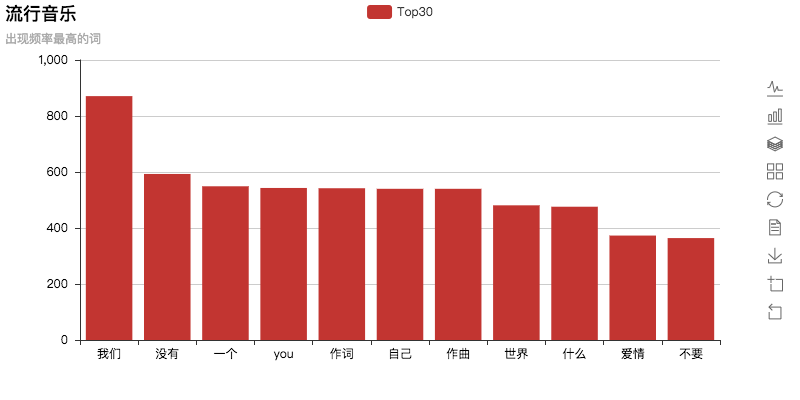 流行音乐
Top30
出现频率最高的词
1,000
800
600
400
200
0
我们 没有 一个 you 作词 自己 作曲 世界 什么 爱情 不要